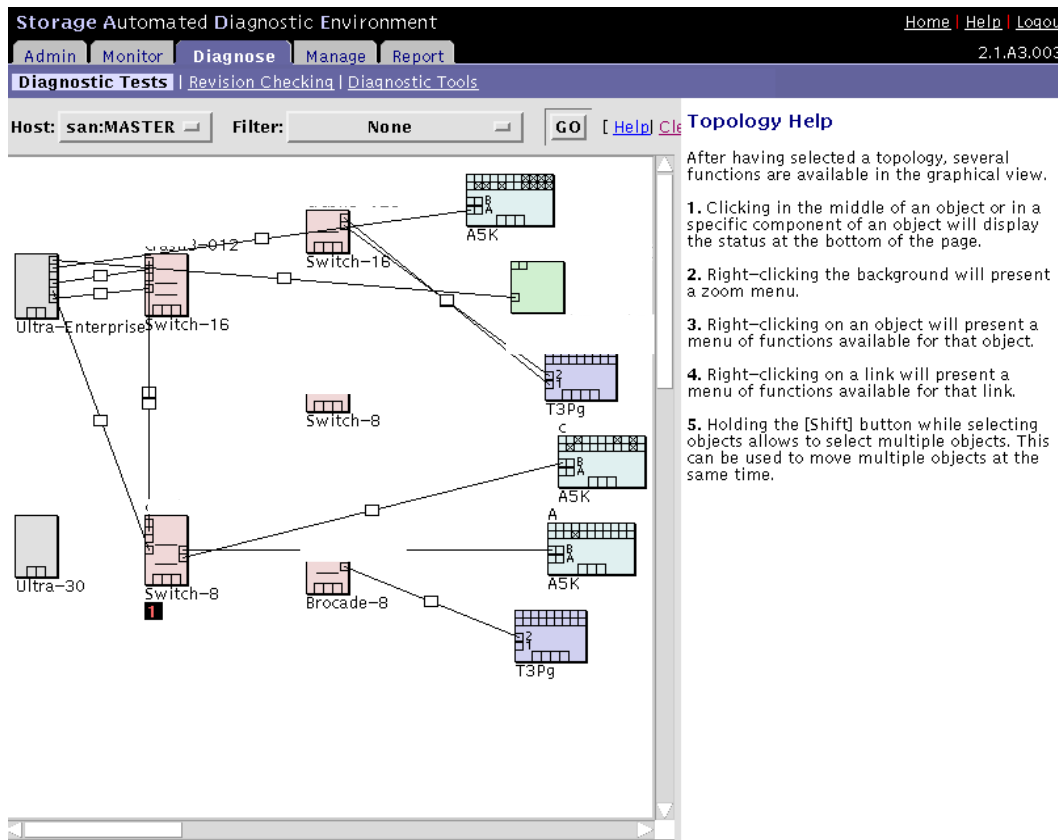 Storage Automated Diagnostic Environment
Home | Help | Logou
Admin Monitor Diagnose Manage Report
2.1.A3.003
Diagnostic Tests | Revision Checking | Diagnostic Tools
Host: san:MASTER Filter: None GO [ Help| Cle
Topology Help
After having selected a topology, several
functions are available in the graphical view.
1. Clicking in the middle of an object or in a
specific component of an object will display
the status at the bottom of the page.
2. Right-clicking the background will present
a zoom menu.
3. Right-clicking on an object will present a
menu of functions available for that object.
4. Right-clicking on a link will present a
menu of functions available for that link.
5. Holding the [Shift] button while selecting
objects allows to select multiple objects. This
can be used to move multiple objects at the
same time.
B
A
A5K
Switch-16
Ultra-Enterprise
Switch-16
2
1
T3Pg
Switch-8
C
B
A
A5K
A
B
A
A5K
Ultra-30
Switch-8
1
Brocade-8
2
1
T3Pg